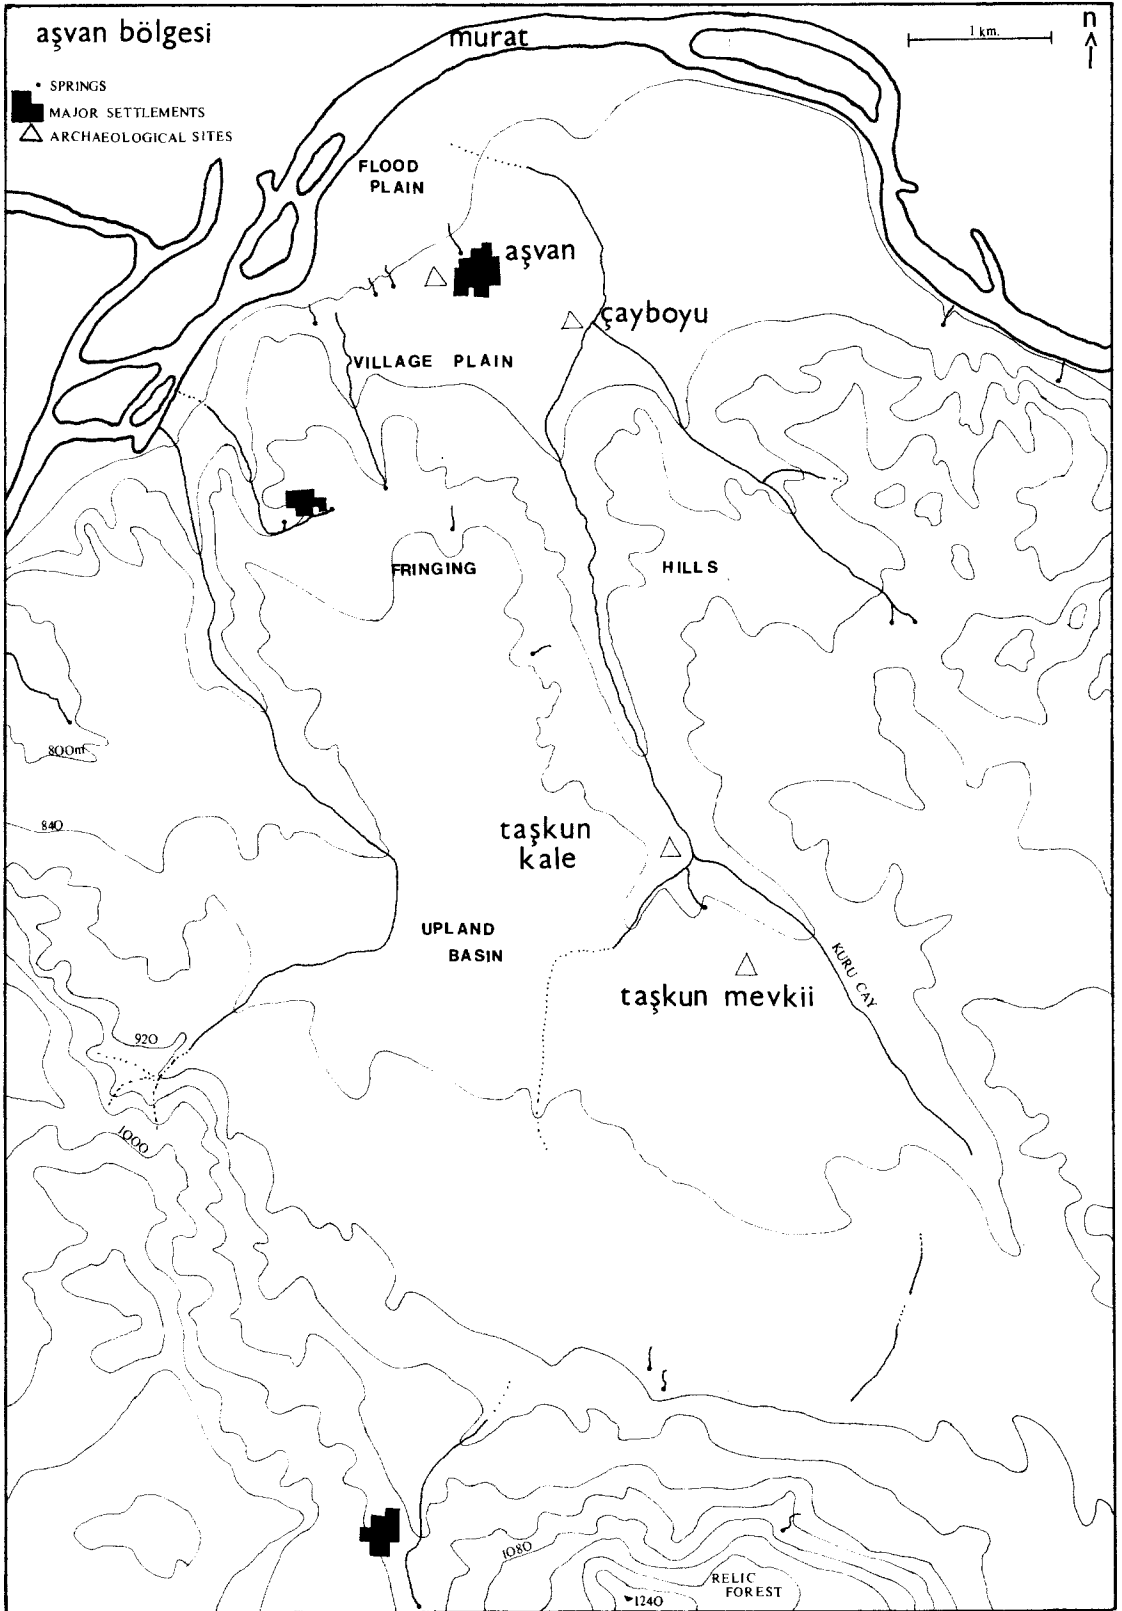 aşvan bölgesi
murat
1 km.
n
SPRINGS
MAJOR SETTLEMENTS
ARCHAEOLOGICAL SITES
FLOOD
PLAIN
aşvan
çayboyu
VILLAGE PLAIN
FRINGING HILLS
800m
840
taşkun
kale
UPLAND
BASIN
KURU CAY
taşkun mevkii
920
1000
1080
RELIC
FOREST
1240